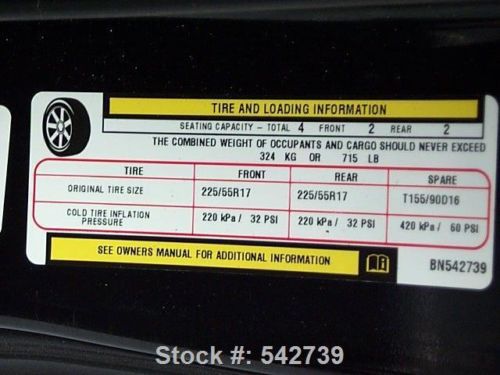 TIRE AND LOADING INFORMATION
SEATING CAPACITY - TOTAL 4 FRONT 2 REAR 2
THE COMBINED WEIGHT OF OCCUPANTS AND CARGO SHOULD NEVER EXCEED
324 KG OR 715 LB
TIRE FRONT REAR SPARE
ORIGINAL TIRE SIZE 225/55R17 225/55R17 T155/90D16
COLD TIRE INFLATION PRESSURE 220 kPa / 32 PSI 220 kPa / 32 PSI 420 kPa / 60 PSI
SEE OWNERS MANUAL FOR ADDITIONAL INFORMATION
BN542739
Stock #: 542739